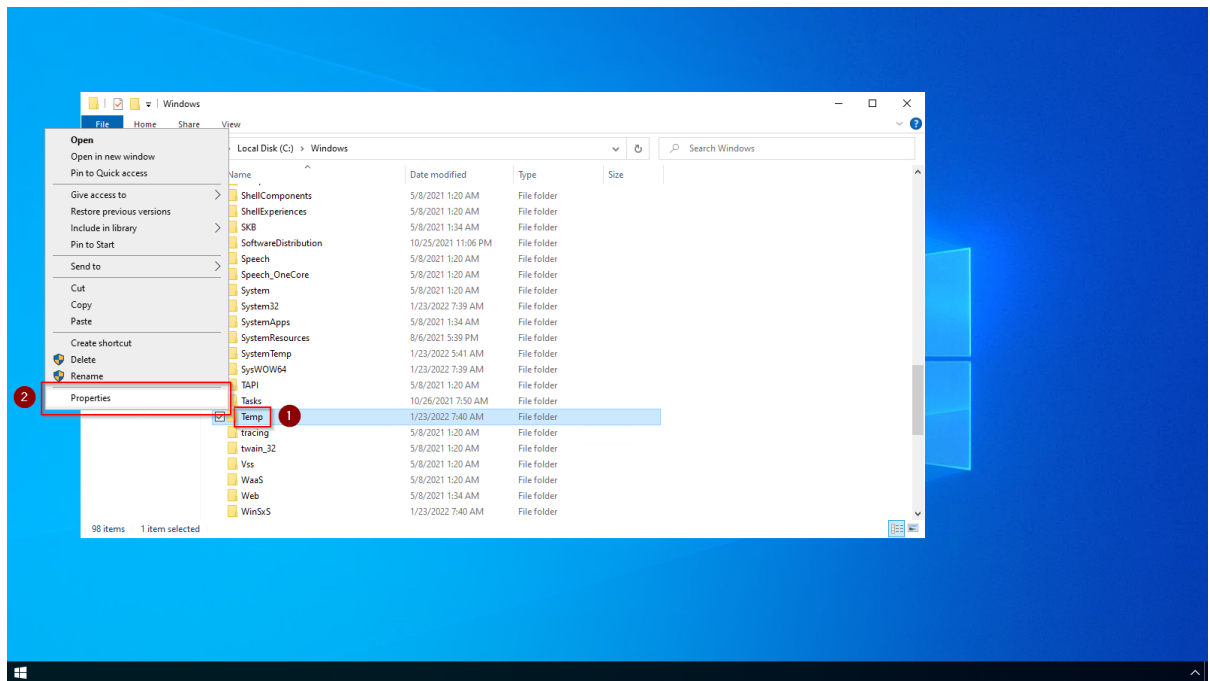 Windows
File Home Share View
Local Disk (C:) > Windows
Search Windows
Name Date modified Type Size
ShellComponents 5/8/2021 1:20 AM File folder
ShellExperiences 5/8/2021 1:20 AM File folder
SKB 5/8/2021 1:34 AM File folder
SoftwareDistribution 10/25/2021 11:06 PM File folder
Speech 5/8/2021 1:20 AM File folder
Speech_OneCore 5/8/2021 1:20 AM File folder
System 5/8/2021 1:20 AM File folder
System32 1/23/2022 7:39 AM File folder
SystemApps 5/8/2021 1:34 AM File folder
SystemResources 8/6/2021 5:39 PM File folder
SystemTemp 1/23/2022 5:41 AM File folder
SysWOW64 1/23/2022 7:39 AM File folder
TAPI 5/8/2021 1:20 AM File folder
Tasks 10/26/2021 7:50 AM File folder
Temp 1 1/23/2022 7:40 AM File folder
tracing 5/8/2021 1:20 AM File folder
twain_32 5/8/2021 1:20 AM File folder
Vss 5/8/2021 1:20 AM File folder
WaaS 5/8/2021 1:20 AM File folder
Web 5/8/2021 1:34 AM File folder
WinSxS 1/23/2022 7:40 AM File folder
98 items 1 item selected
Open
Open in new window
Pin to Quick access
Give access to
Restore previous versions
Include in library
Pin to Start
Send to
Cut
Copy
Paste
Create shortcut
Delete
Rename
2 Properties